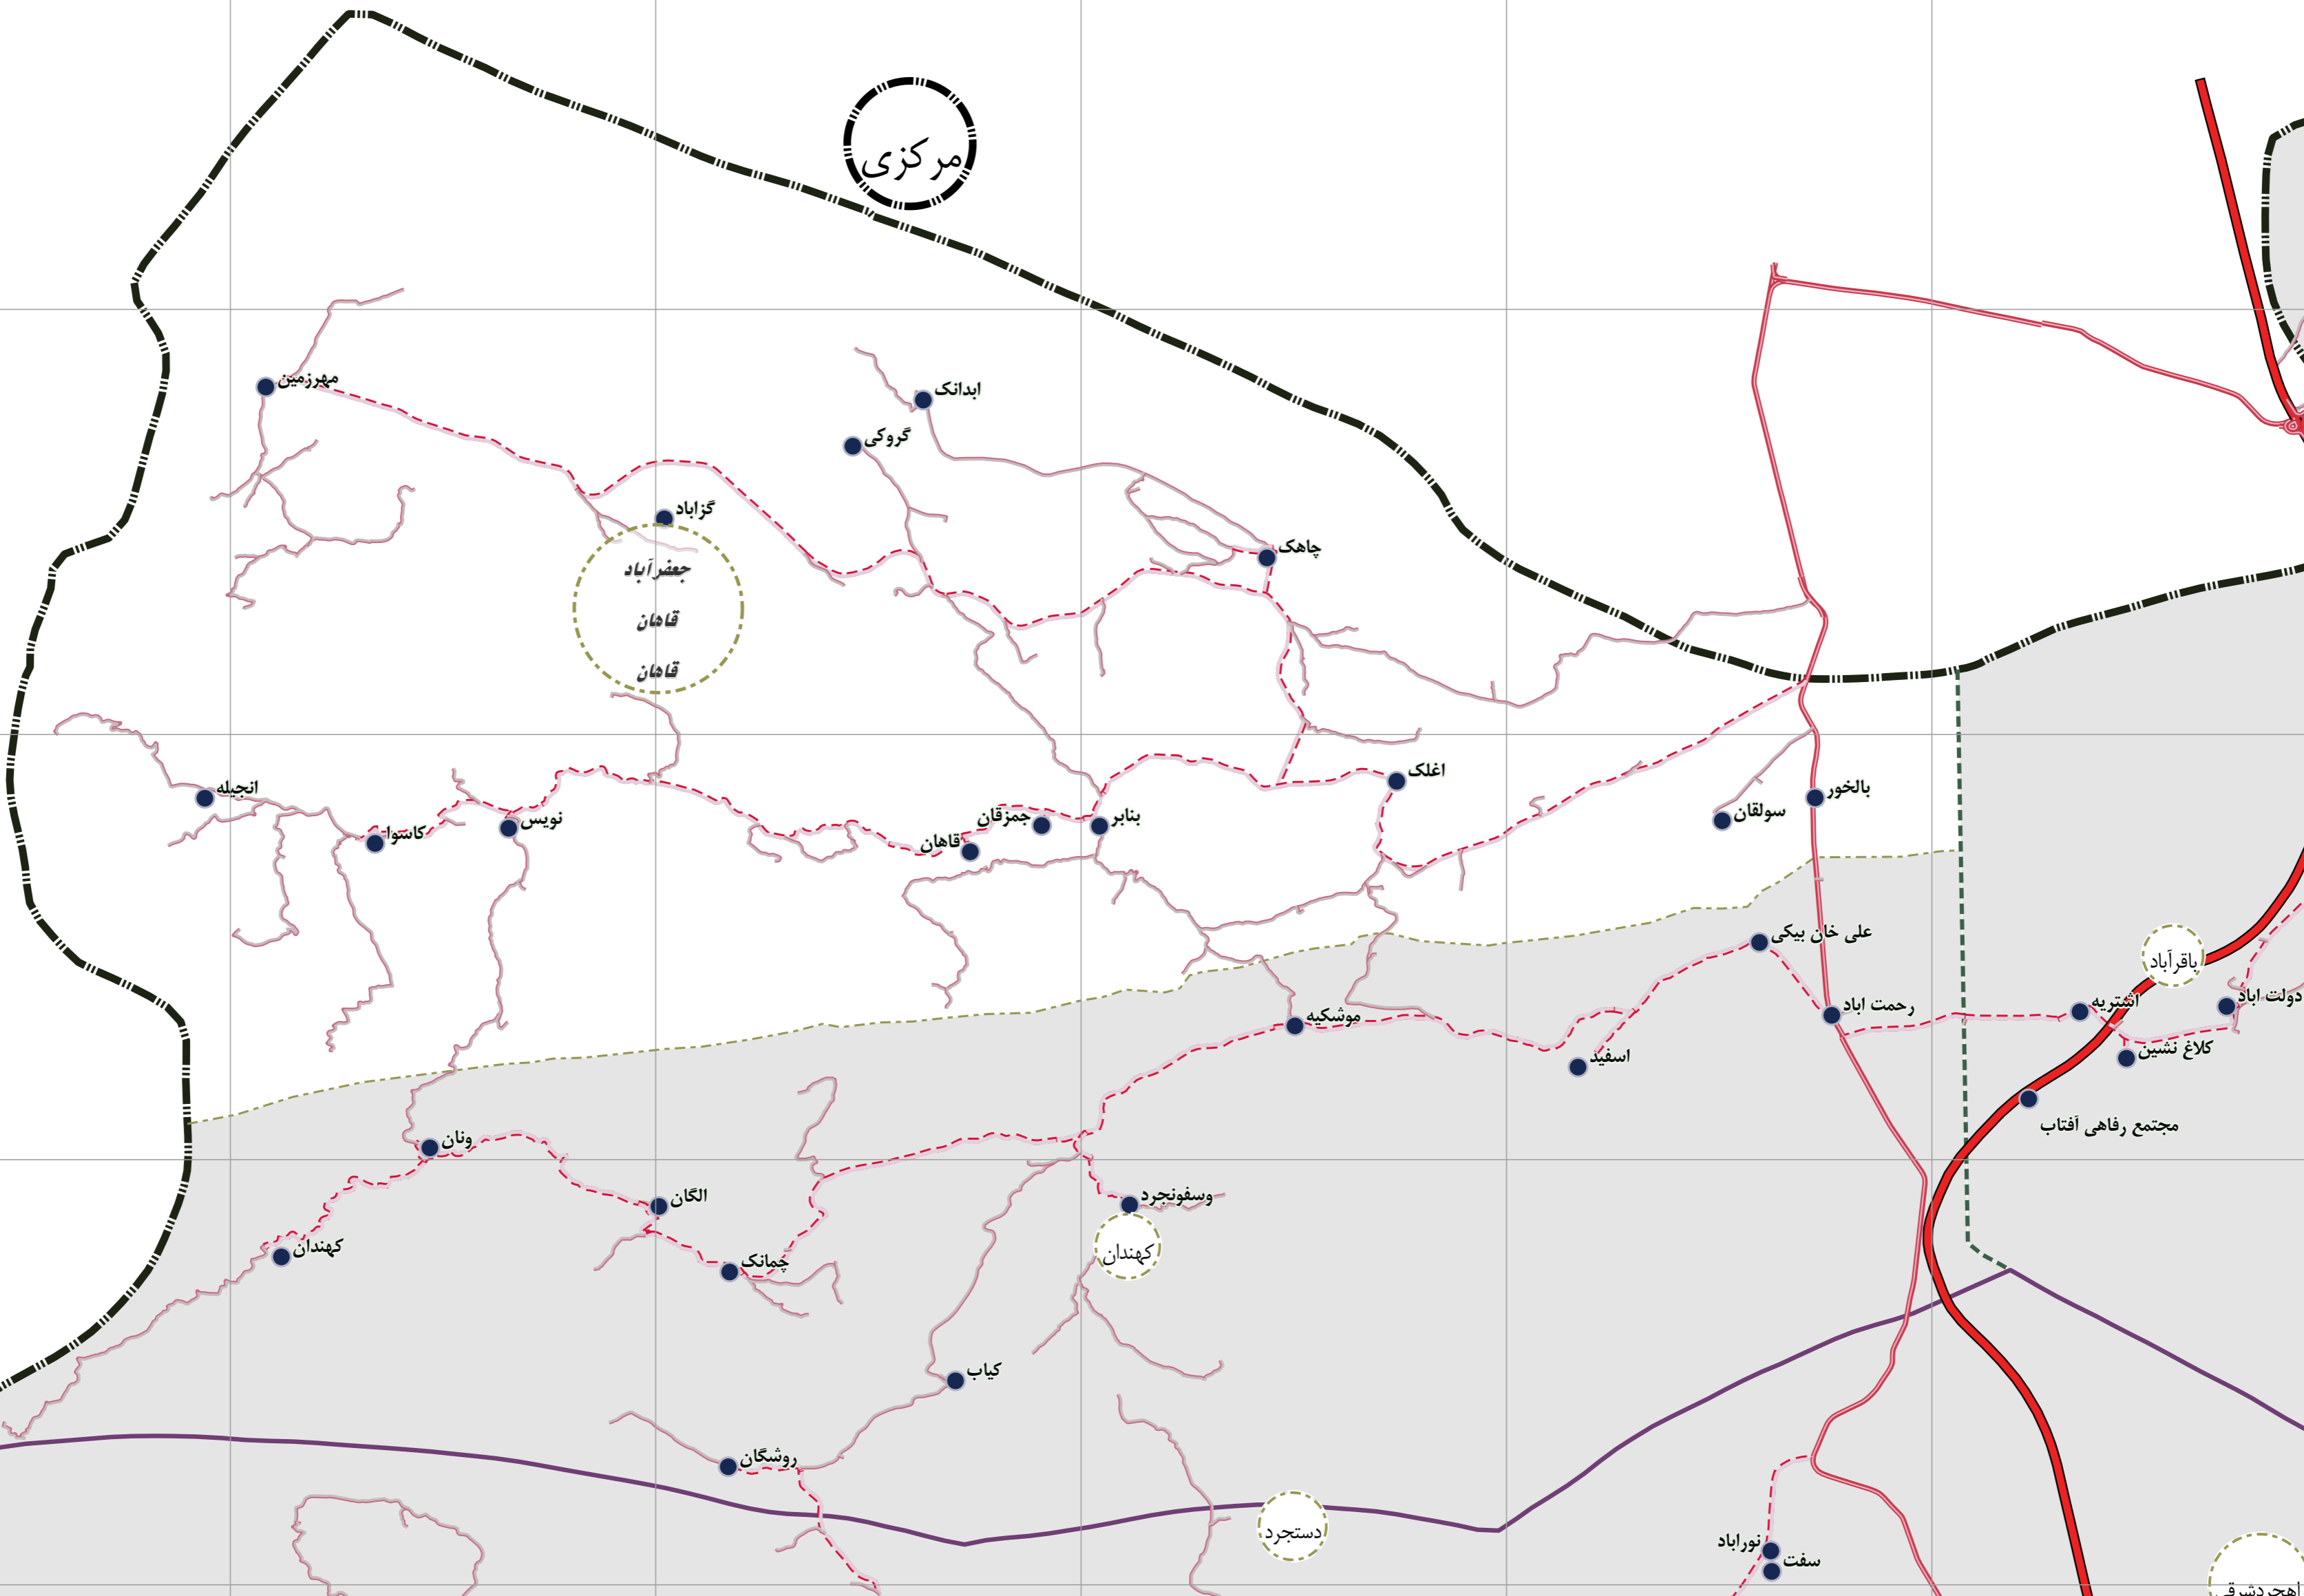 مرکزی
مهرزمین
ابدانک
گروکی
گزاباد
چاهک
جعفرآباد
قاهان
قاهان
انجیله
کاسوا
نویس
قاهان
جمزقان
بنابر
اغلک
سولقان
بالخور
علی خان بیکی
باقرآباد
موشکیه
رحمت اباد
اشتریه
دولت اباد
اسفید
کلاغ نشین
مجتمع رفاهی آفتاب
ونان
الگان
وسفونجرد
کهندان
کهندان
چمانک
کیاب
روشگان
دستجرد
نوراباد
سفت